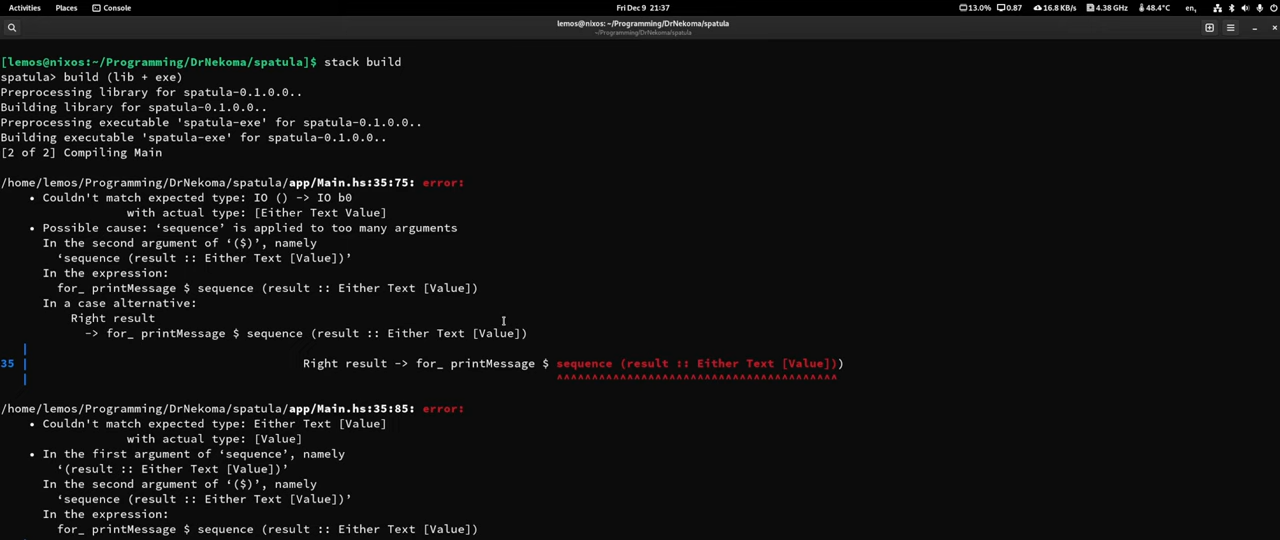 Activities Places Console Fri Dec 9 21:37 13.0% 0.87 16.8 KB/s 4.38 GHz 48.4°C en,
lemos@nixos: ~/Programming/DrNekoma/spatula
~/Programming/DrNekoma/spatula
[lemos@nixos:~/Programming/DrNekoma/spatula]$ stack build
spatula> build (lib + exe)
Preprocessing library for spatula-0.1.0.0..
Building library for spatula-0.1.0.0..
Preprocessing executable 'spatula-exe' for spatula-0.1.0.0..
Building executable 'spatula-exe' for spatula-0.1.0.0..
[2 of 2] Compiling Main
/home/lemos/Programming/DrNekoma/spatula/app/Main.hs:35:75: error:
• Couldn't match expected type: IO () -> IO b0
with actual type: [Either Text Value]
• Possible cause: ‘sequence’ is applied to too many arguments
In the second argument of ‘($)’, namely
‘sequence (result :: Either Text [Value])’
In the expression:
for_ printMessage $ sequence (result :: Either Text [Value])
In a case alternative:
Right result
-> for_ printMessage $ sequence (result :: Either Text [Value])
|
35 | Right result -> for_ printMessage $ sequence (result :: Either Text [Value]))
| ^^^^^^^^^^^^^^^^^^^^^^^^^^^^^^^^^^^^^^^^
/home/lemos/Programming/DrNekoma/spatula/app/Main.hs:35:85: error:
• Couldn't match expected type: Either Text [Value]
with actual type: [Value]
• In the first argument of ‘sequence’, namely
‘(result :: Either Text [Value])’
In the second argument of ‘($)’, namely
‘sequence (result :: Either Text [Value])’
In the expression:
for_ printMessage $ sequence (result :: Either Text [Value])